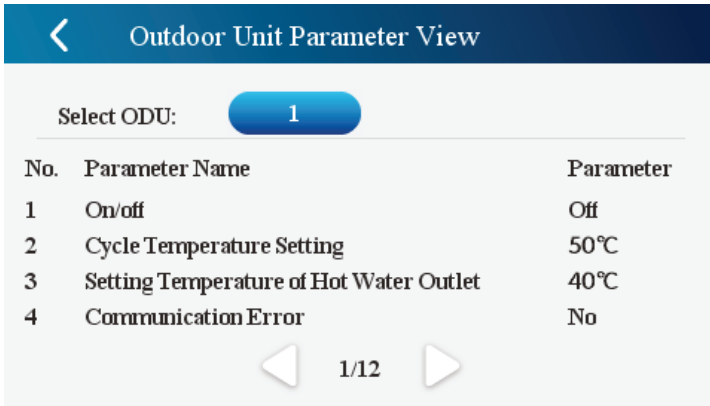 Outdoor Unit Parameter View
Select ODU: 1
No. Parameter Name Parameter
1 On/off Off
2 Cycle Temperature Setting 50℃
3 Setting Temperature of Hot Water Outlet 40℃
4 Communication Error No
1/12